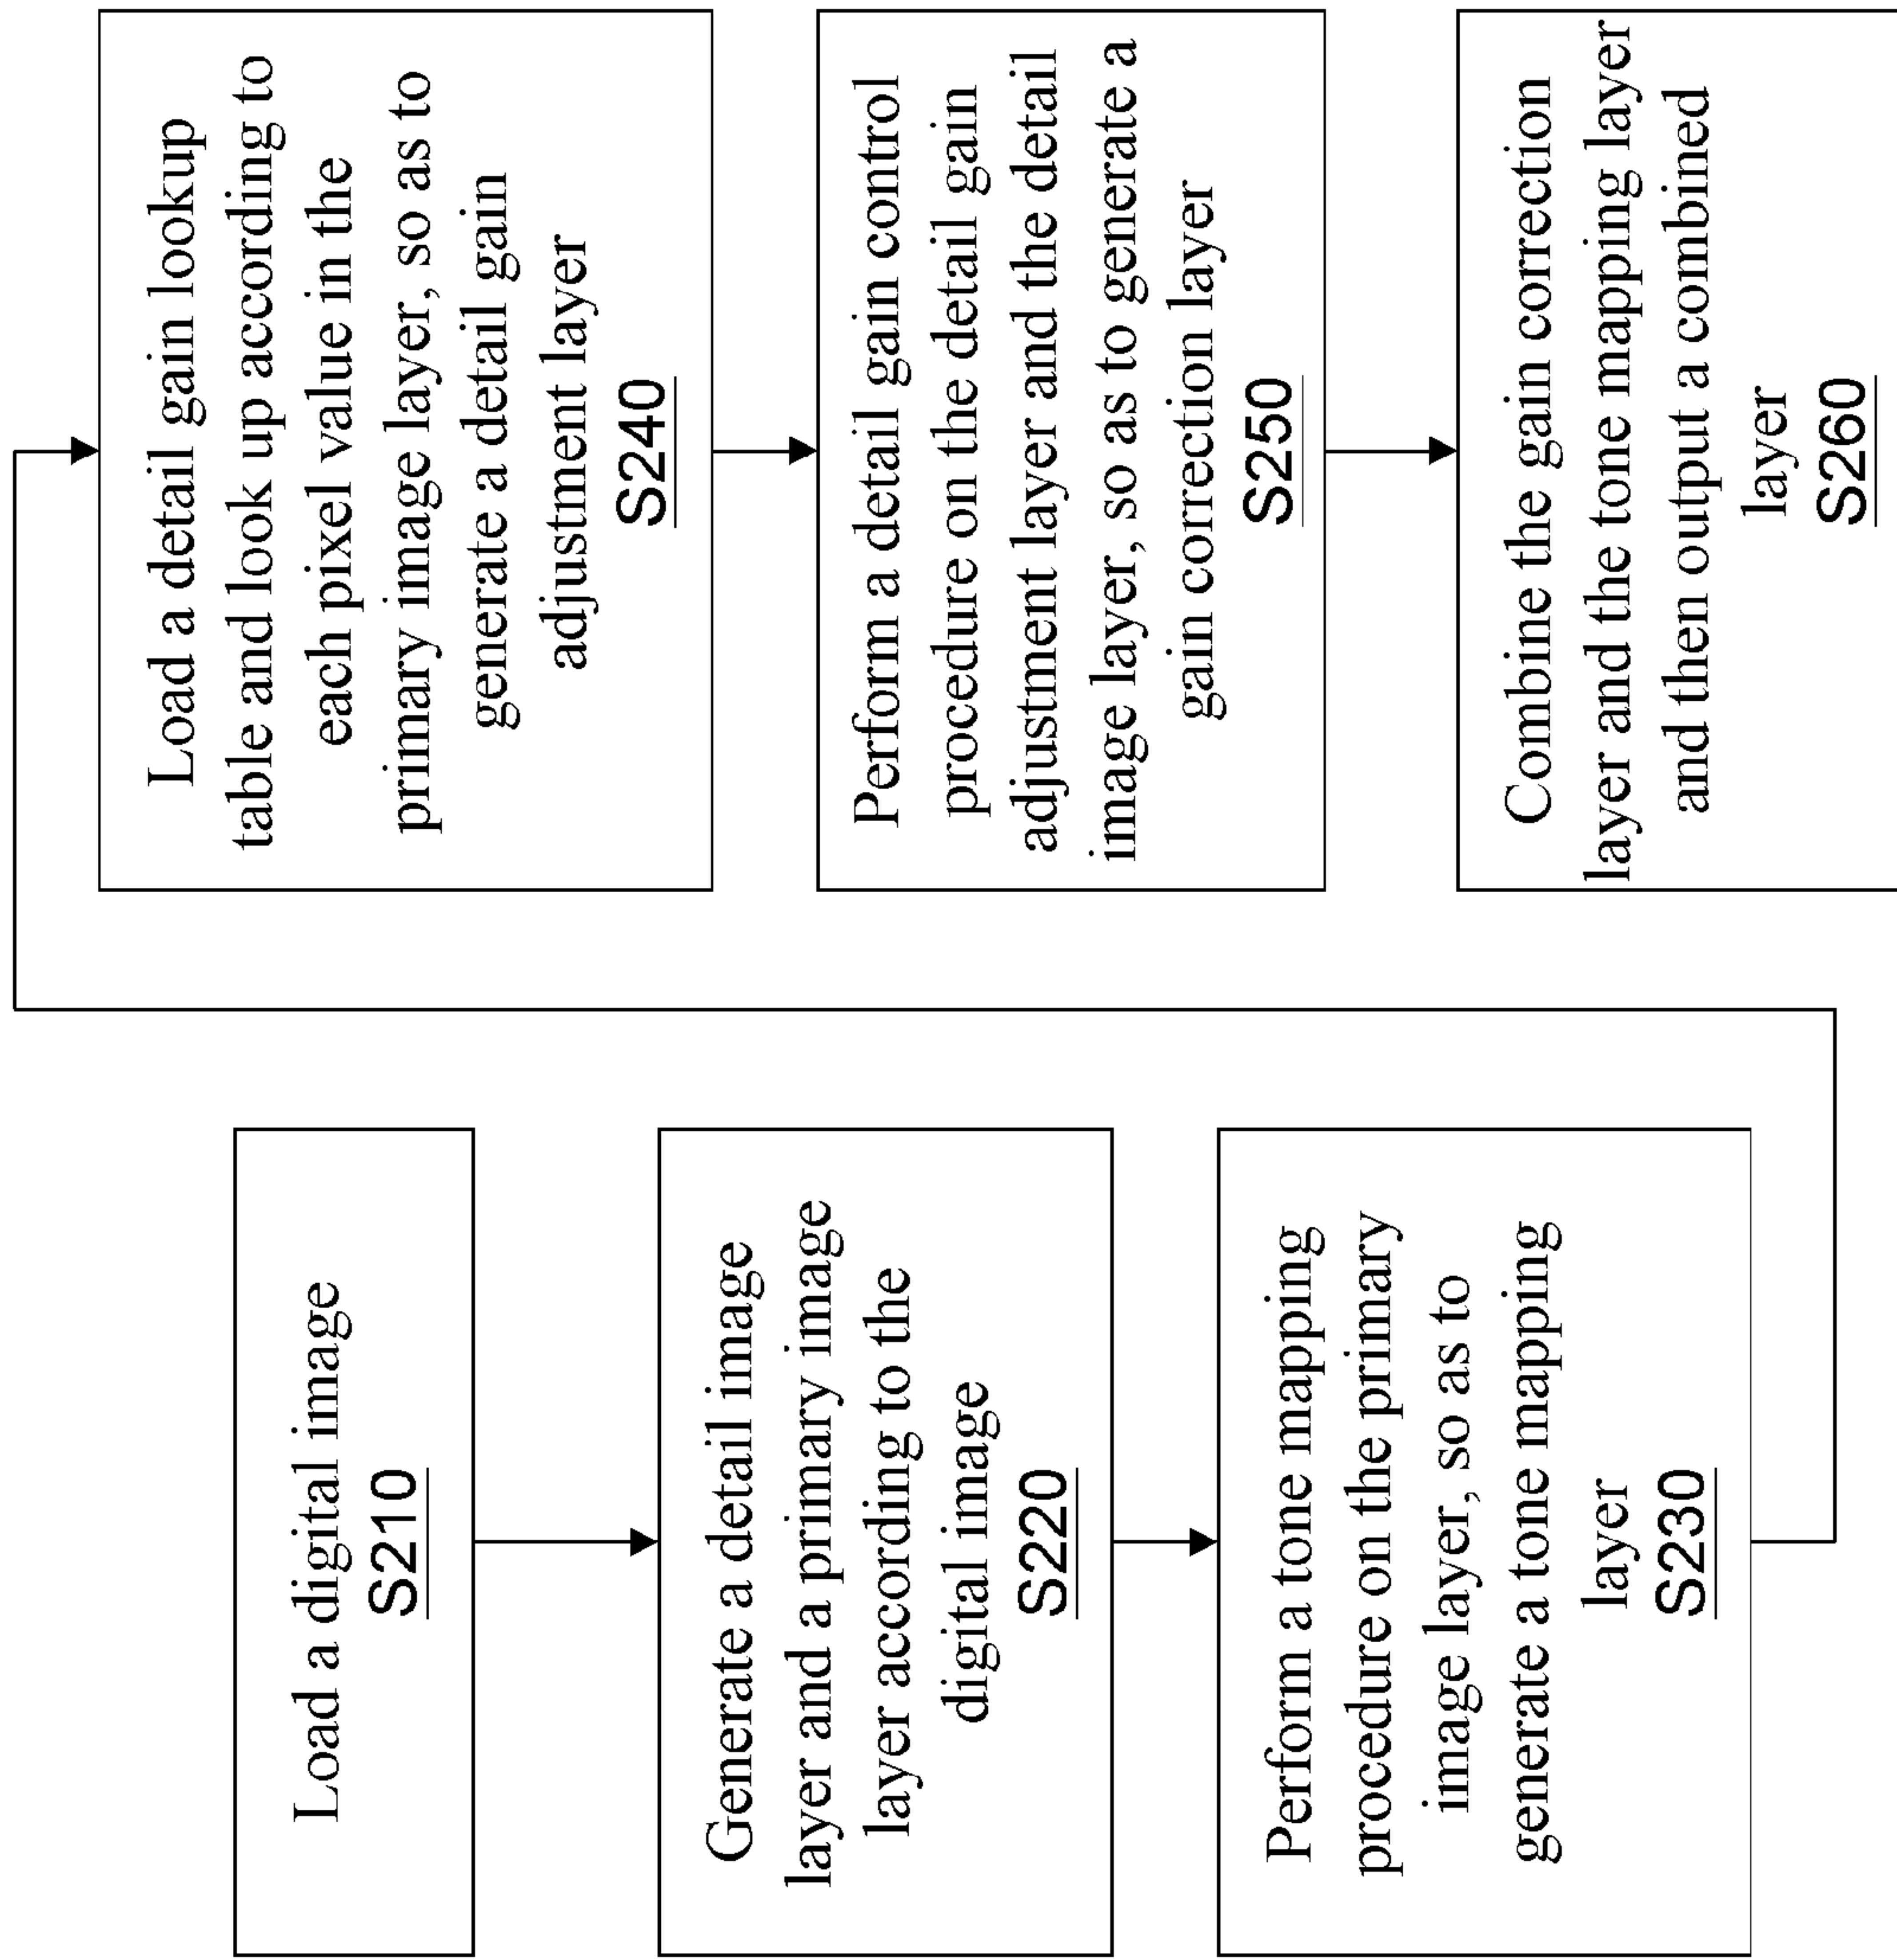 Load a digital image
S210
Generate a detail image
layer and a primary image
layer according to the
digital image
S220
Perform a tone mapping
procedure on the primary
image layer, so as to
generate a tone mapping
layer
S230
Load a detail gain lookup
table and look up according to
each pixel value in the
primary image layer, so as to
generate a detail gain
adjustment layer
S240
Perform a detail gain control
procedure on the detail gain
adjustment layer and the detail
image layer, so as to generate a
gain correction layer
S250
Combine the gain correction
layer and the tone mapping layer
and then output a combined
layer
S260